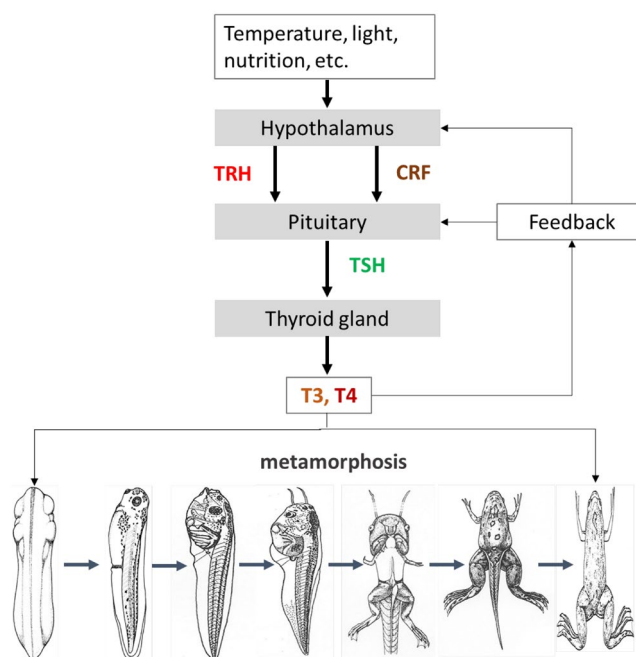 Temperature, light,
nutrition, etc.
Hypothalamus
TRH
CRF
Pituitary
Feedback
TSH
Thyroid gland
T3, T4
metamorphosis